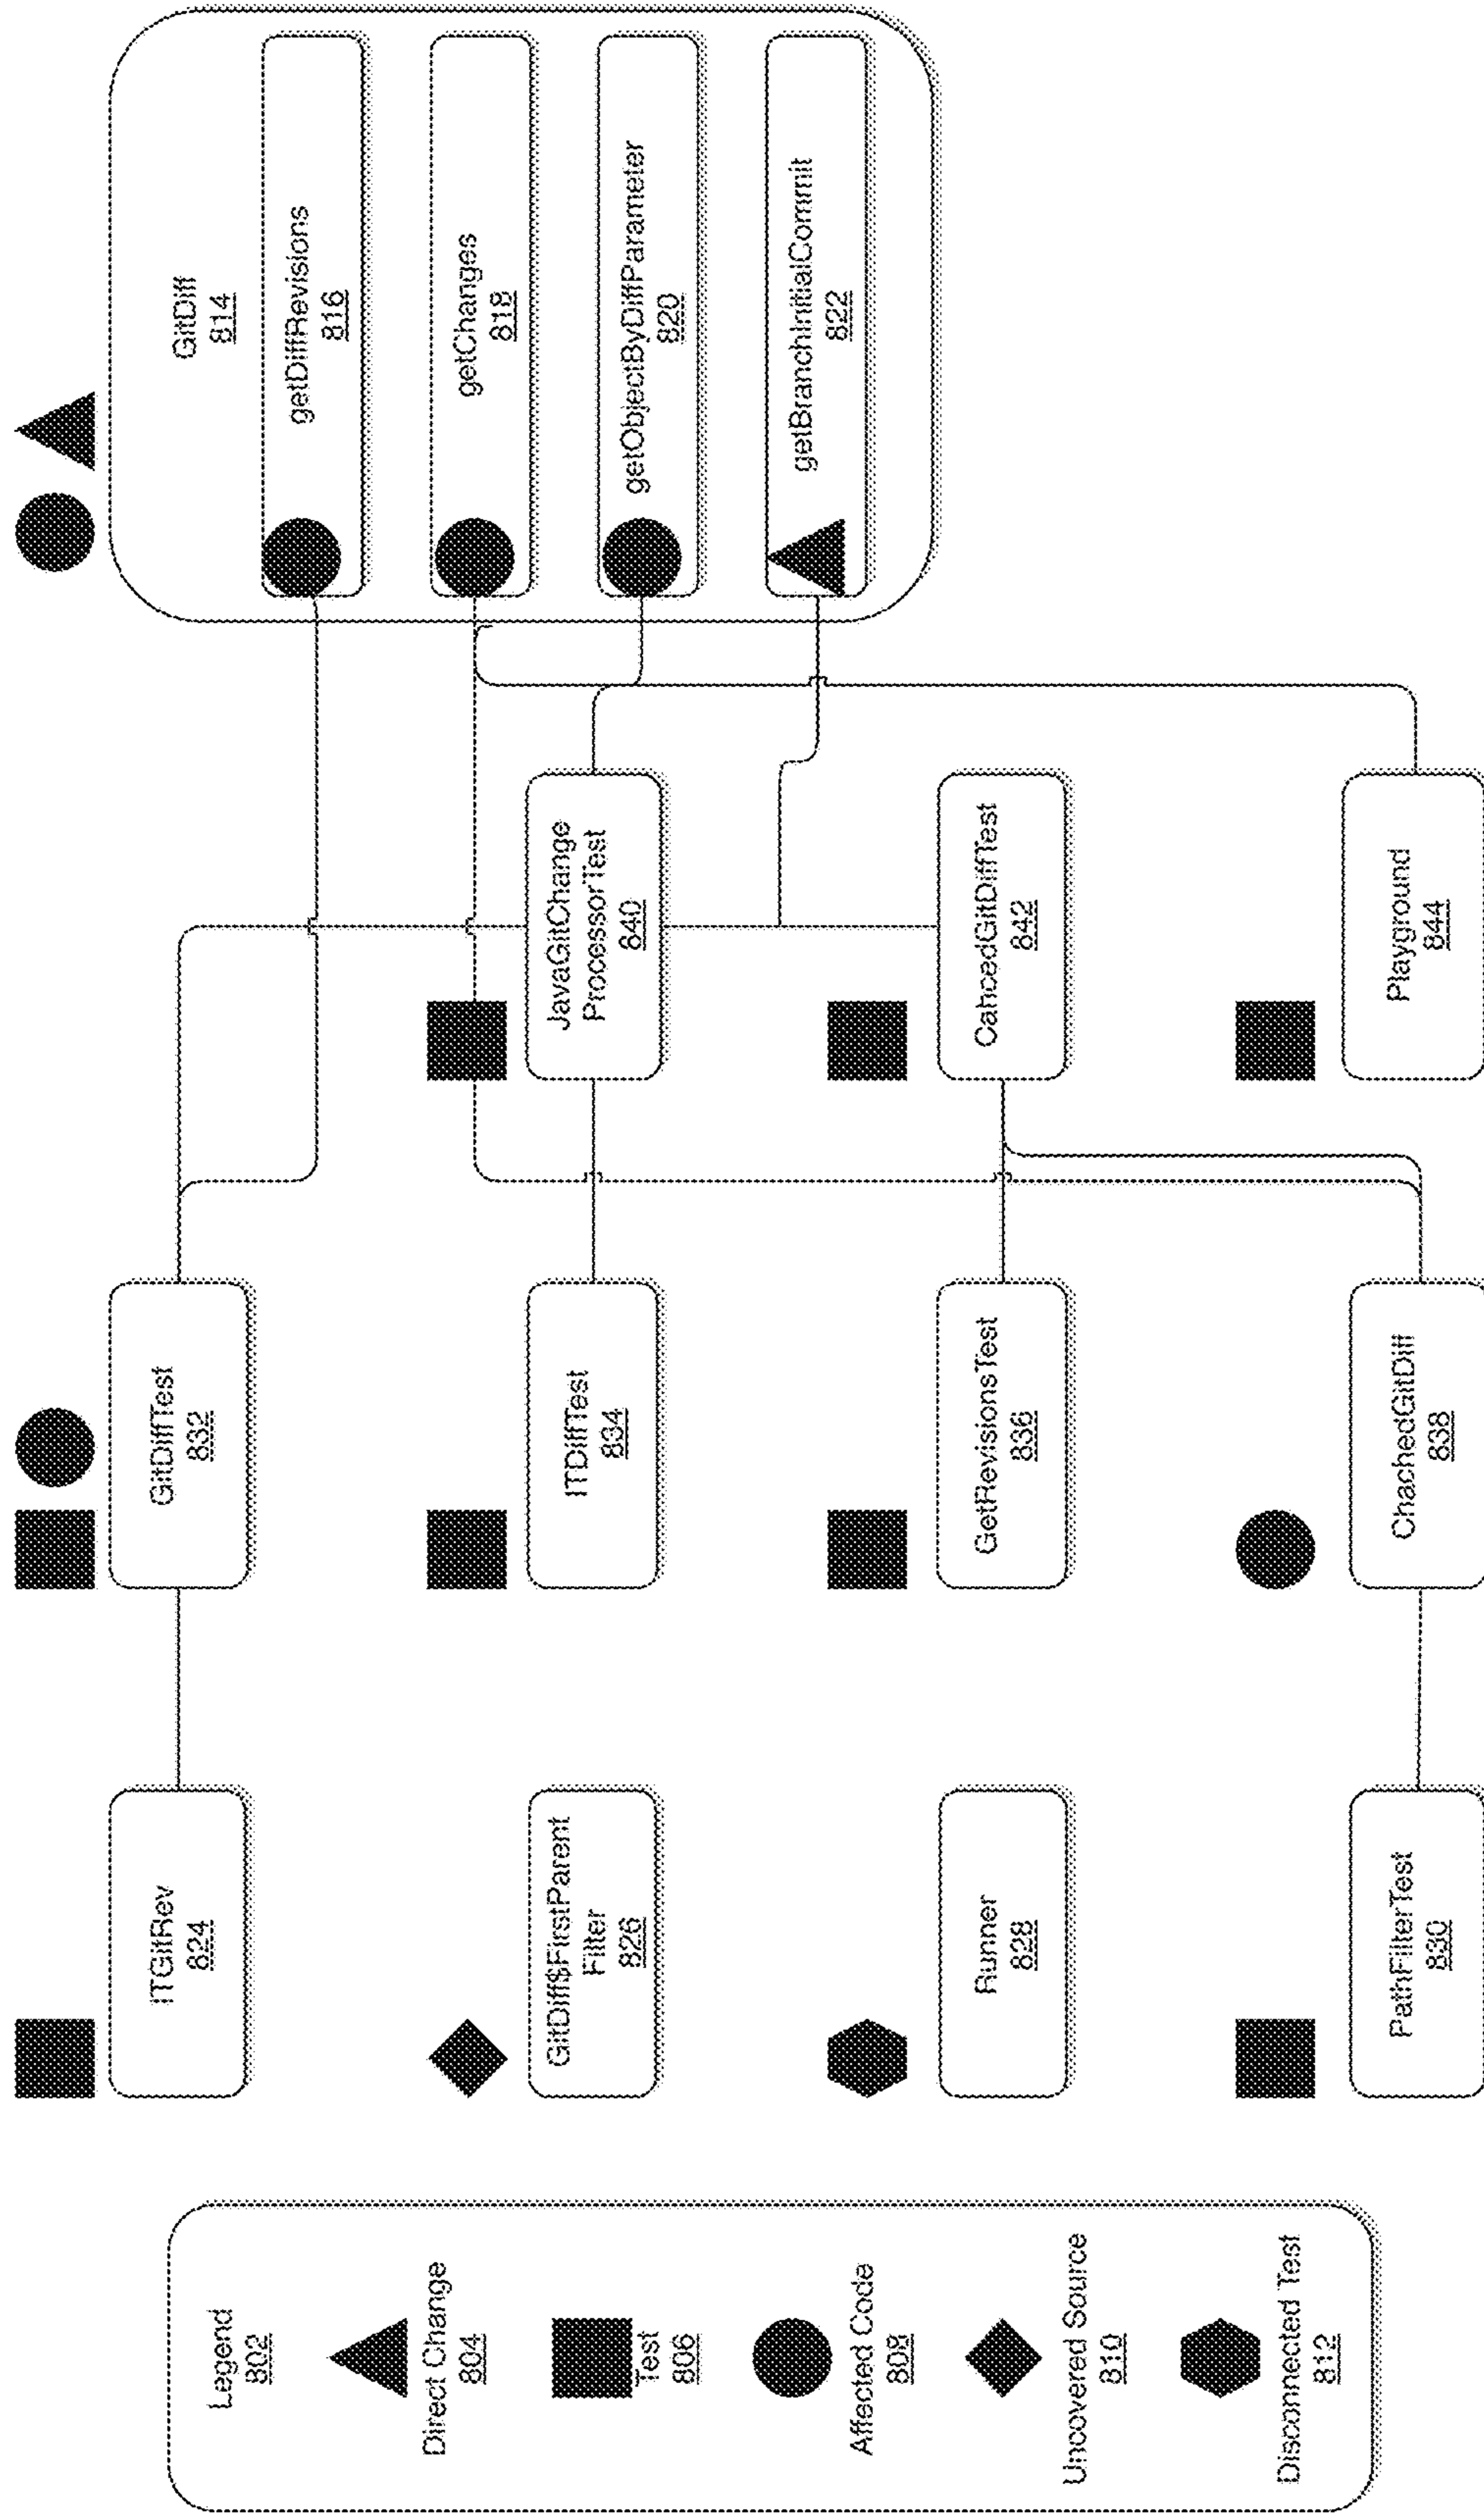 Legend
802
Direct Change
804
Test
806
Affected Code
808
Uncovered Source
810
Disconnected Test
812
ITGitRev
824
GitDiff$FirstParent
Filter
826
Runner
828
PathFilterTest
830
GitDiffTest
832
ITDiffTest
834
GetRevisionsTest
836
ChachedGitDiff
838
JavaGitChange
ProcessorTest
840
CahcedGitDiffTest
842
Playground
844
GitDiff
814
getDiffRevisions
816
getChanges
818
getObjectByDiffParameter
820
getBranchInitialCommit
822